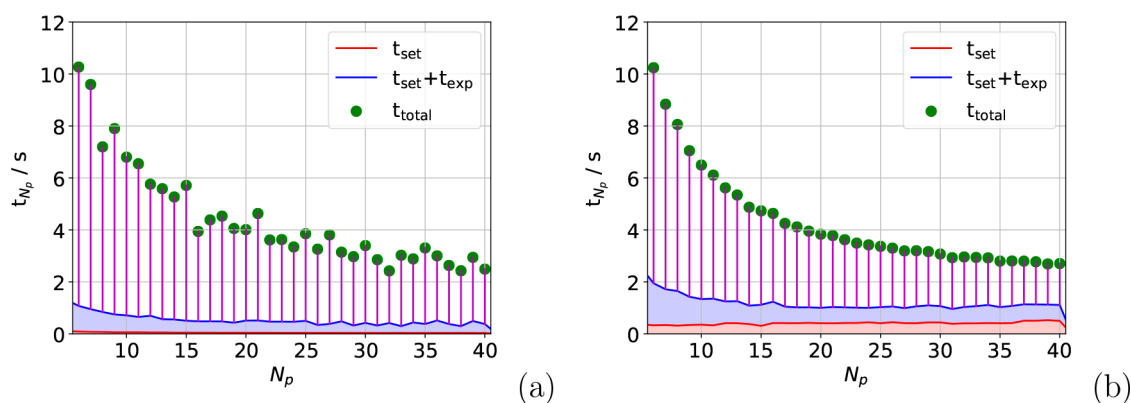 12
10
8
6
4
2
0
t_{N_p} / s
10 15 20 25 30 35 40
N_p
t_set
t_set+t_exp
t_total
(a)
12
10
8
6
4
2
0
t_{N_p} / s
10 15 20 25 30 35 40
N_p
t_set
t_set+t_exp
t_total
(b)